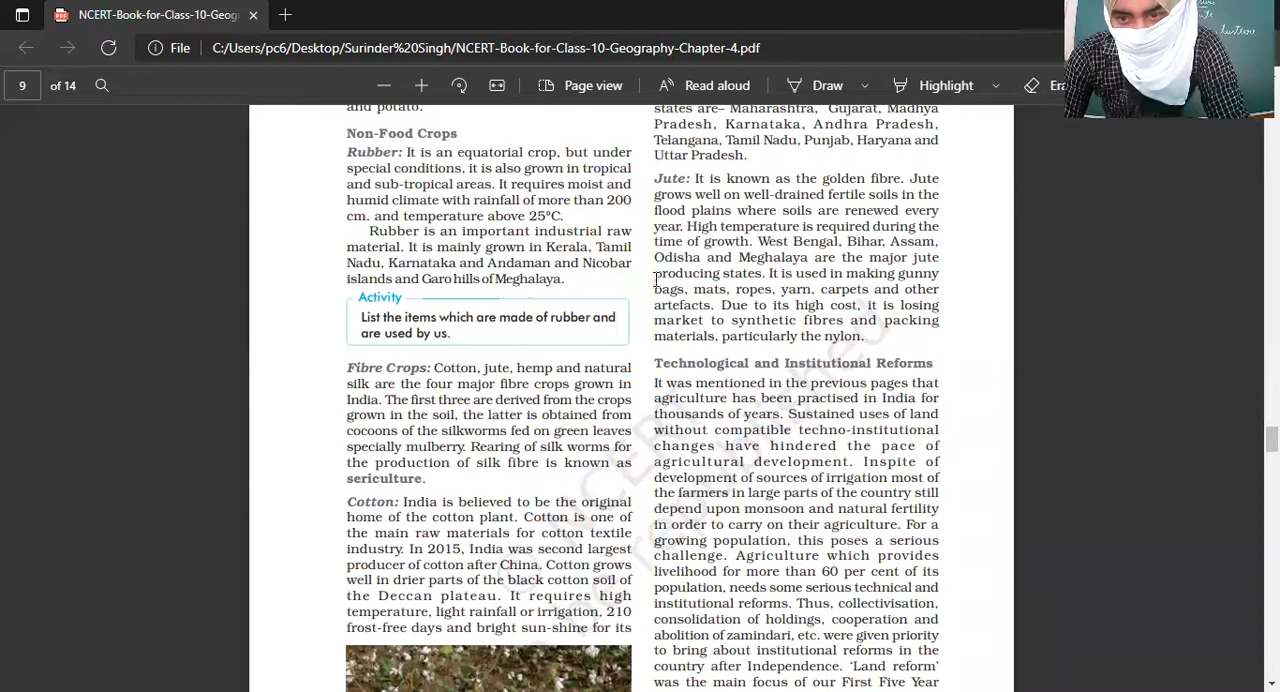 NCERT-Book-for-Class-10-Geog
File
C:/Users/pc6/Desktop/Surinder%20Singh/NCERT-Book-for-Class-10-Geography-Chapter-4.pdf
9 of 14
Page view
Read aloud
Draw
Highlight
Era
and potato.
Non-Food Crops
Rubber: It is an equatorial crop, but under
special conditions, it is also grown in tropical
and sub-tropical areas. It requires moist and
humid climate with rainfall of more than 200
cm. and temperature above 25°C.
Rubber is an important industrial raw
material. It is mainly grown in Kerala, Tamil
Nadu, Karnataka and Andaman and Nicobar
islands and Garo hills of Meghalaya.
Activity
List the items which are made of rubber and
are used by us.
Fibre Crops: Cotton, jute, hemp and natural
silk are the four major fibre crops grown in
India. The first three are derived from the crops
grown in the soil, the latter is obtained from
cocoons of the silkworms fed on green leaves
specially mulberry. Rearing of silk worms for
the production of silk fibre is known as
sericulture.
Cotton: India is believed to be the original
home of the cotton plant. Cotton is one of
the main raw materials for cotton textile
industry. In 2015, India was second largest
producer of cotton after China. Cotton grows
well in drier parts of the black cotton soil of
the Deccan plateau. It requires high
temperature, light rainfall or irrigation, 210
frost-free days and bright sun-shine for its
states are– Maharashtra, Gujarat, Madhya
Pradesh, Karnataka, Andhra Pradesh,
Telangana, Tamil Nadu, Punjab, Haryana and
Uttar Pradesh.
Jute: It is known as the golden fibre. Jute
grows well on well-drained fertile soils in the
flood plains where soils are renewed every
year. High temperature is required during the
time of growth. West Bengal, Bihar, Assam,
Odisha and Meghalaya are the major jute
producing states. It is used in making gunny
bags, mats, ropes, yarn, carpets and other
artefacts. Due to its high cost, it is losing
market to synthetic fibres and packing
materials, particularly the nylon.
Technological and Institutional Reforms
It was mentioned in the previous pages that
agriculture has been practised in India for
thousands of years. Sustained uses of land
without compatible techno-institutional
changes have hindered the pace of
agricultural development. Inspite of
development of sources of irrigation most of
the farmers in large parts of the country still
depend upon monsoon and natural fertility
in order to carry on their agriculture. For a
growing population, this poses a serious
challenge. Agriculture which provides
livelihood for more than 60 per cent of its
population, needs some serious technical and
institutional reforms. Thus, collectivisation,
consolidation of holdings, cooperation and
abolition of zamindari, etc. were given priority
to bring about institutional reforms in the
country after Independence. ‘Land reform’
was the main focus of our First Five Year
© NCERT
republished